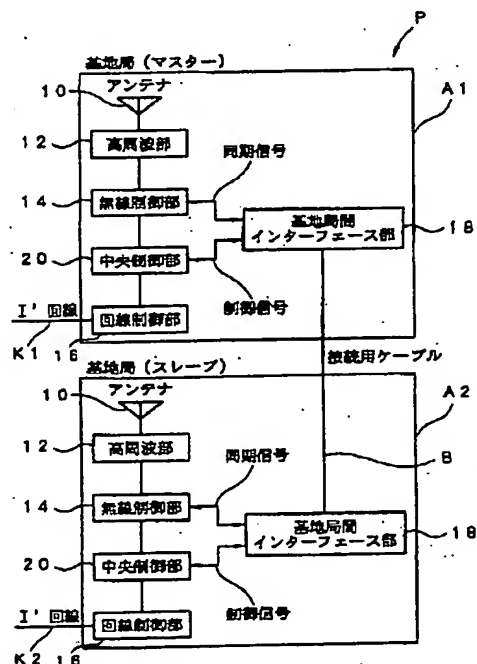 P
基地局（マスター）
アンテナ
10
A1
12
高周波部
同期信号
14
無線制御部
基地局間
インターフェース部
18
20
中央制御部
制御信号
I' 回線
回線制御部
K1
16
接続用ケーブル
基地局（スレーブ）
アンテナ
10
A2
12
高周波部
同期信号
B
14
無線制御部
基地局間
インターフェース部
18
20
中央制御部
制御信号
I' 回線
回線制御部
K2
16